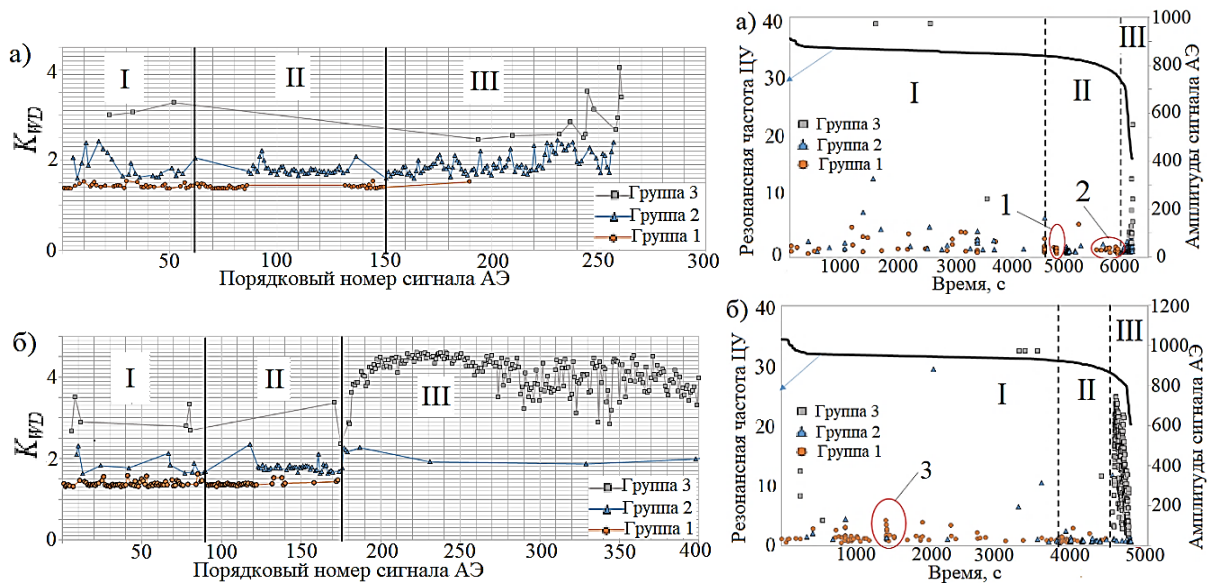 а)
4
2
0
K_WD
I
II
III
Группа 3
Группа 2
Группа 1
50
100
150
200
250
300
Порядковый номер сигнала АЭ
б)
4
2
0
K_WD
I
II
III
Группа 3
Группа 2
Группа 1
50
100
150
200
250
300
350
400
Порядковый номер сигнала АЭ
а)
40
30
20
10
0
Резонансная частота ЦУ
I
II
III
Группа 3
Группа 2
Группа 1
1
2
1000
800
600
400
200
0
Амплитуды сигнала АЭ
1000
2000
3000
4000
5000
6000
Время, с
б)
40
30
20
10
0
Резонансная частота ЦУ
I
II
III
Группа 3
Группа 2
Группа 1
3
1200
1000
800
600
400
200
0
Амплитуды сигнала АЭ
1000
2000
3000
4000
5000
Время, с